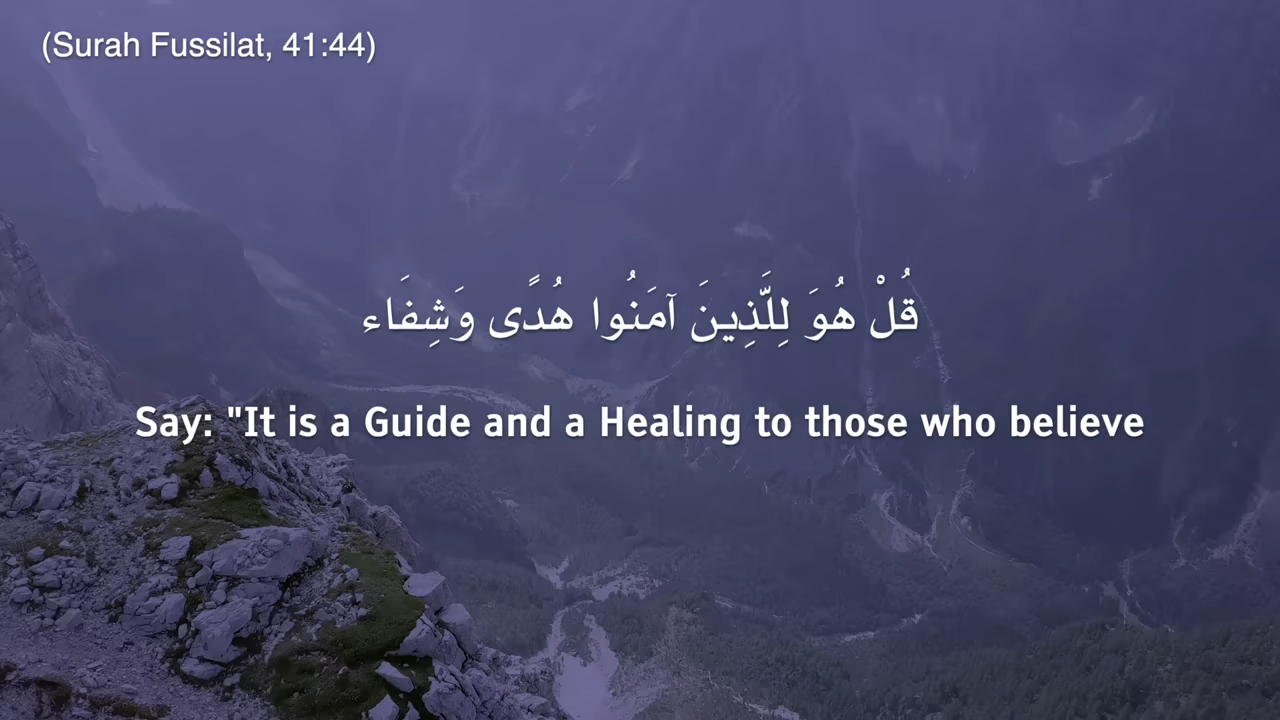 (Surah Fussilat, 41:44)
قُلْ هُوَ لِلَّذِينَ آمَنُوا هُدًى وَشِفَاء
Say: "It is a Guide and a Healing to those who believe